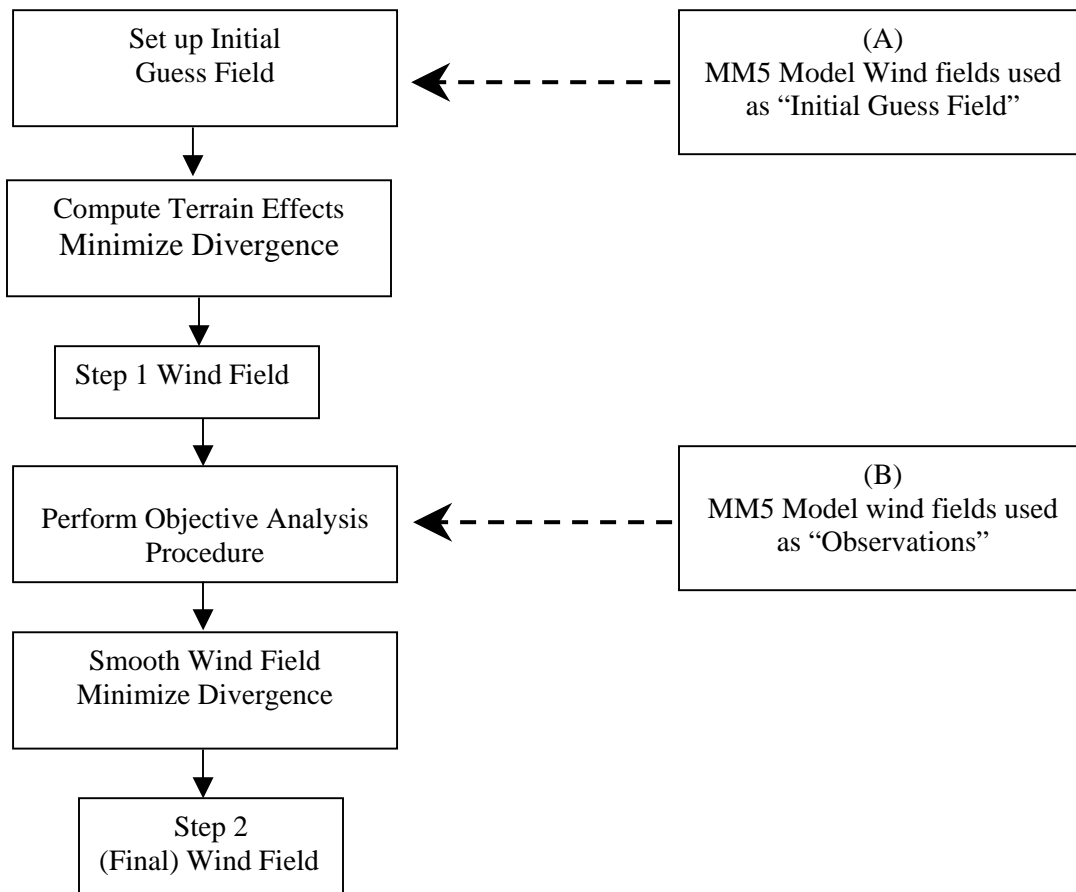 Set up Initial
Guess Field
(A)
MM5 Model Wind fields used
as “Initial Guess Field”
Compute Terrain Effects
Minimize Divergence
Step 1 Wind Field
Perform Objective Analysis
Procedure
(B)
MM5 Model wind fields used
as “Observations”
Smooth Wind Field
Minimize Divergence
Step 2
(Final) Wind Field